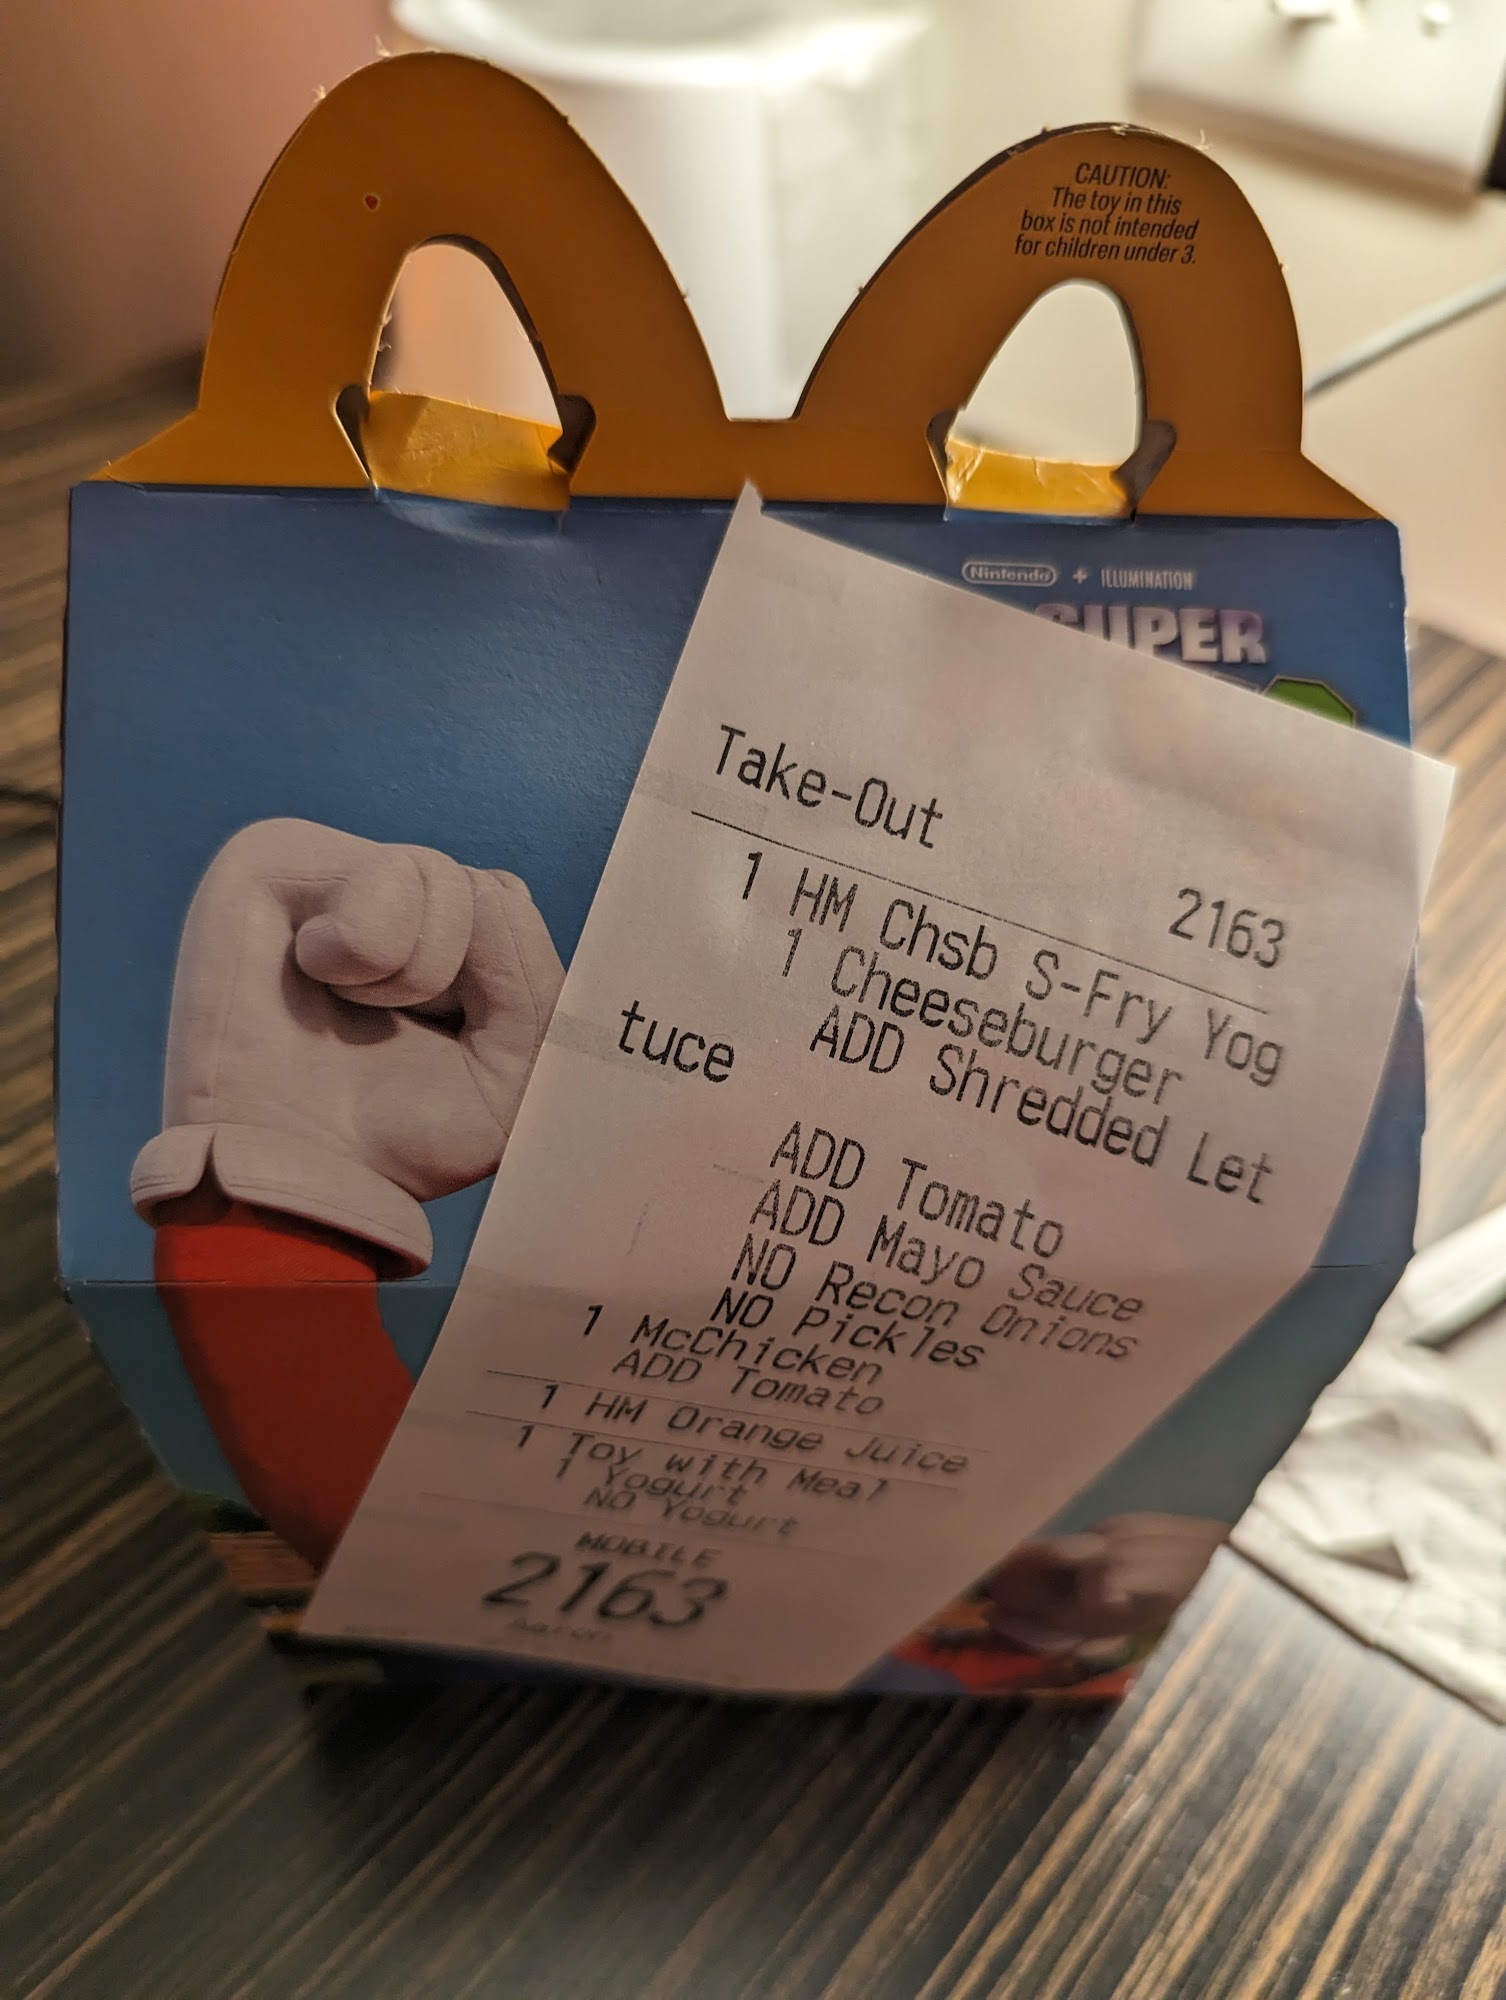 CAUTION:
The toy in this
box is not intended
for children under 3.
Nintendo + ILLUMINATION
SUPER
Take-Out
2163
1 HM Chsb S-Fry Yog
1 Cheeseburger
ADD Shredded Let
tuce
ADD Tomato
ADD Mayo Sauce
NO Recon Onions
NO Pickles
1 McChicken
ADD Tomato
1 HM Orange Juice
1 Toy with Meal
1 Yogurt
NO Yogurt
MOBILE
2163